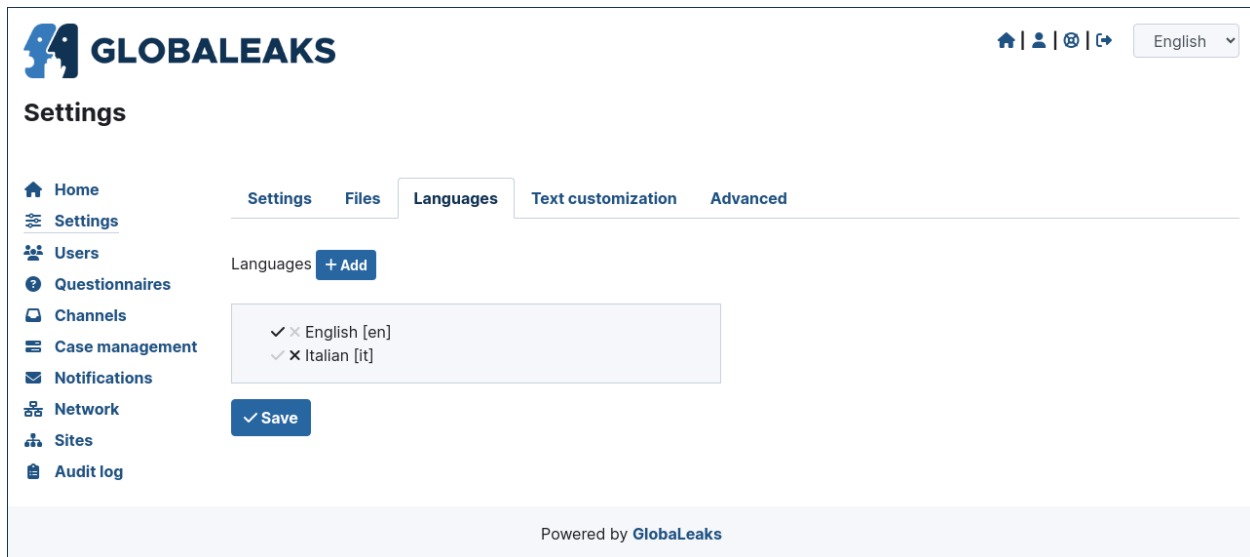 GLOBALEAKS
English
Settings
Home
Settings
Users
Questionnaires
Channels
Case management
Notifications
Network
Sites
Audit log
Settings Files Languages Text customization Advanced
Languages + Add
English [en]
Italian [it]
Save
Powered by GlobaLeaks